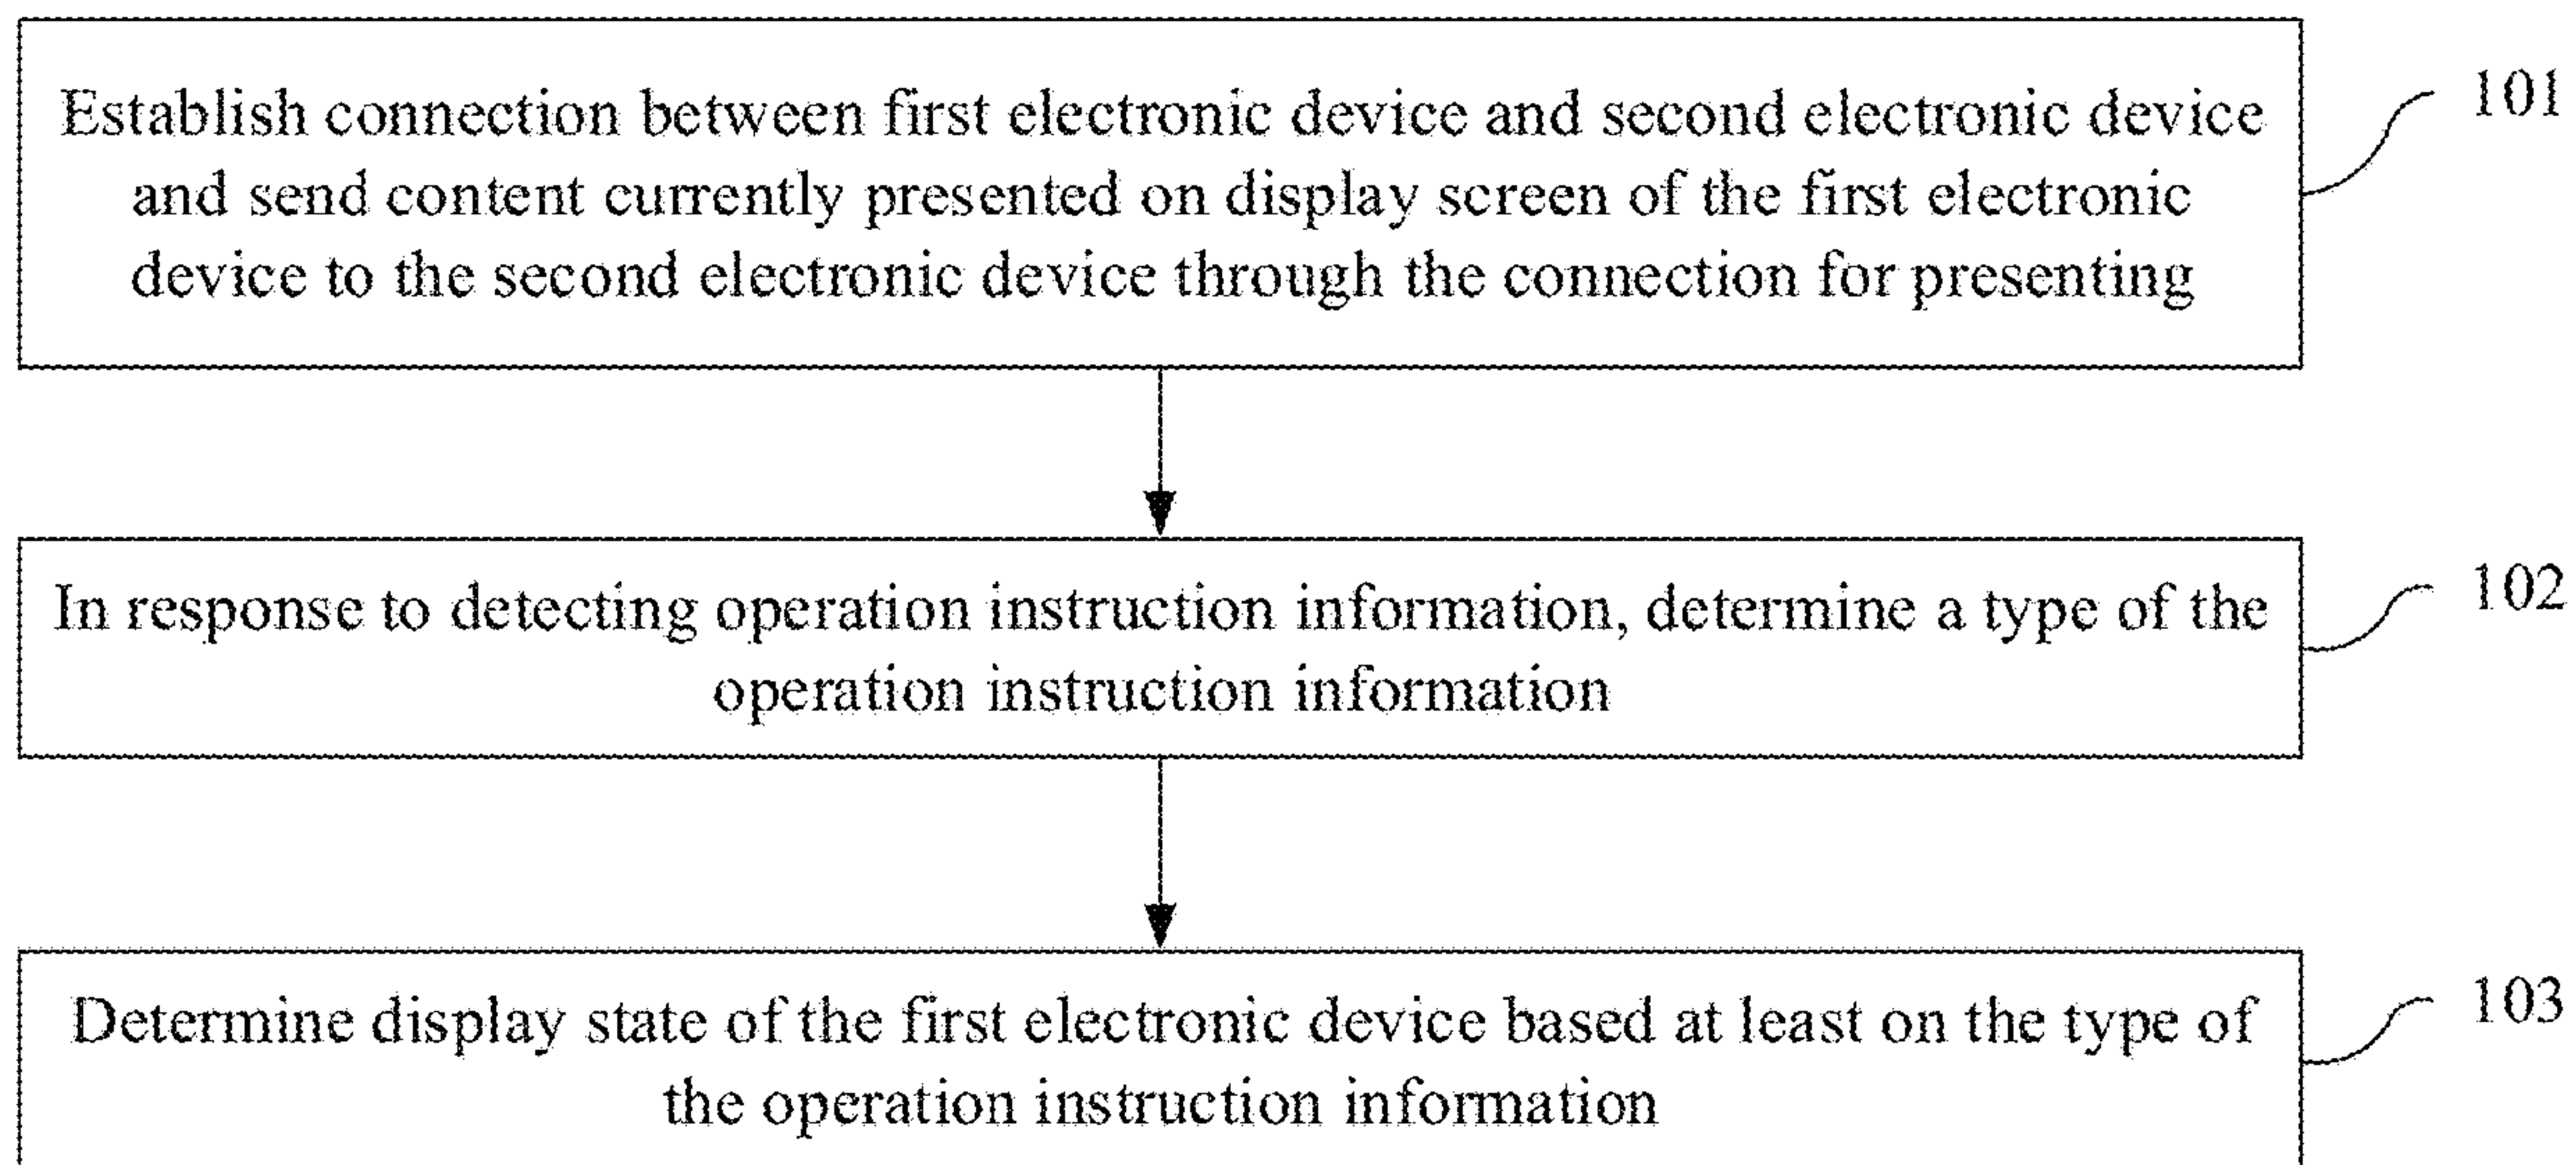 Establish connection between first electronic device and second electronic device
and send content currently presented on display screen of the first electronic
device to the second electronic device through the connection for presenting
101
In response to detecting operation instruction information, determine a type of the
operation instruction information
102
Determine display state of the first electronic device based at least on the type of
the operation instruction information
103